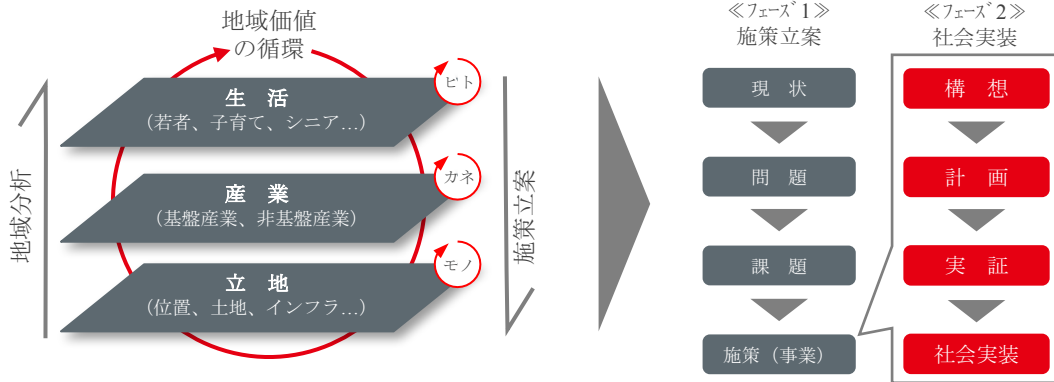 地域価値
の循環
地域分析
生　活
（若者、子育て、シニア…）
ヒト
産　業
（基盤産業、非基盤産業）
カネ
立　地
（位置、土地、インフラ…）
モノ
施策立案
≪フェーズ1≫
施策立案
現　状
問　題
課　題
施策（事業）
≪フェーズ2≫
社会実装
構　想
計　画
実　証
社会実装